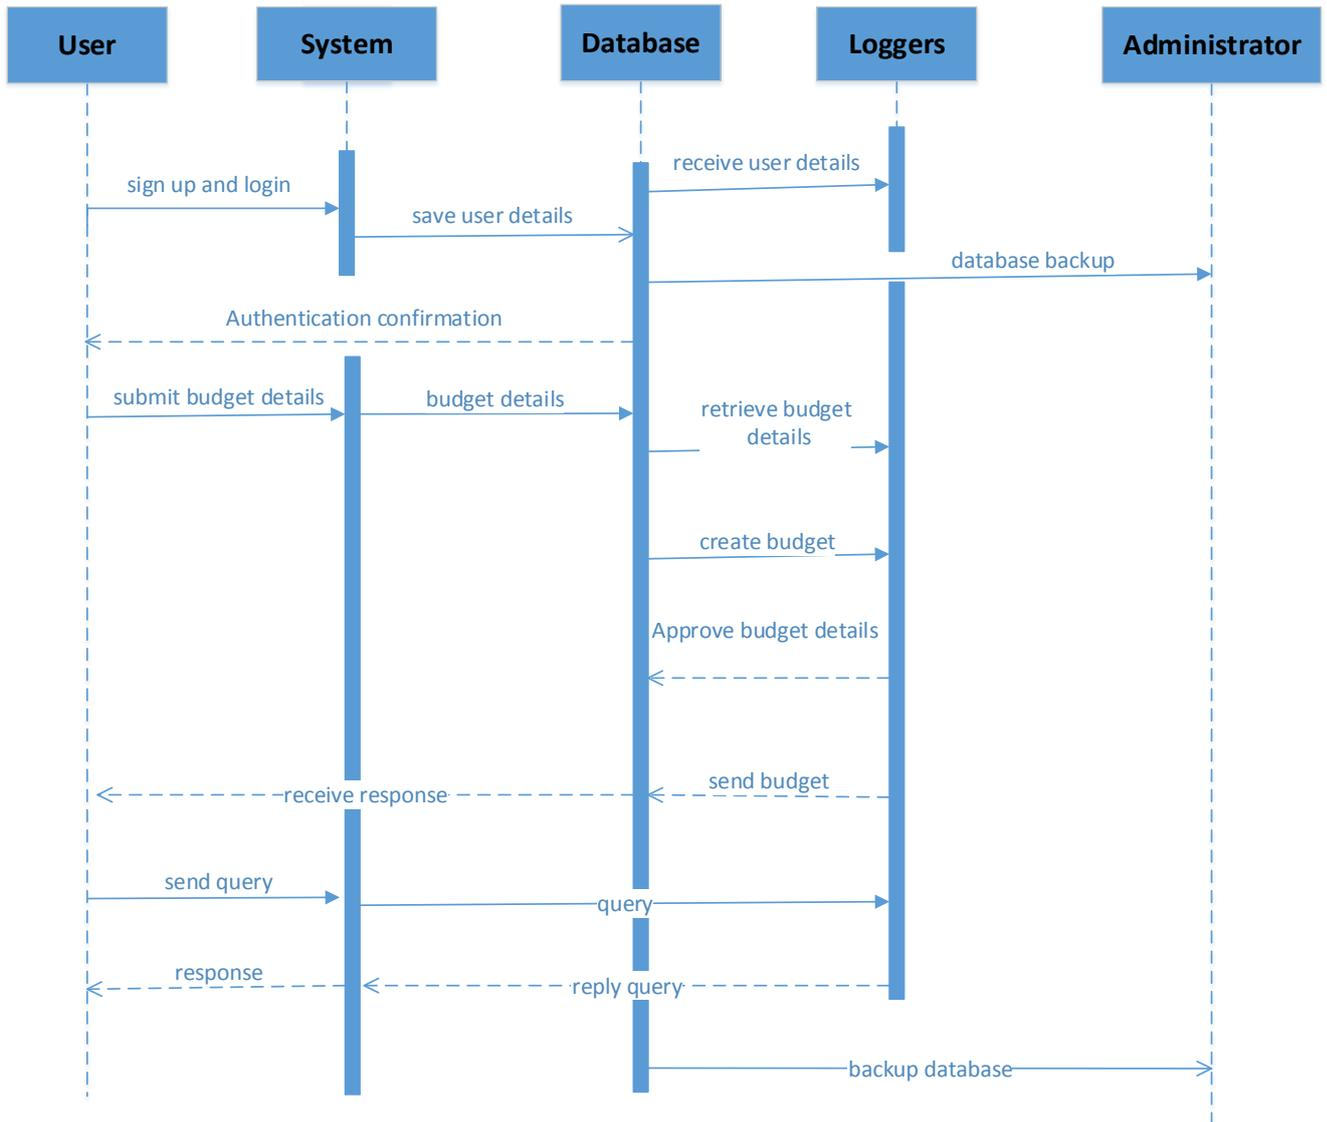 User
System
Database
Loggers
Administrator
receive user details
sign up and login
save user details
database backup
Authentication confirmation
submit budget details
budget details
retrieve budget
details
create budget
Approve budget details
send budget
receive response
send query
query
response
reply query
backup database